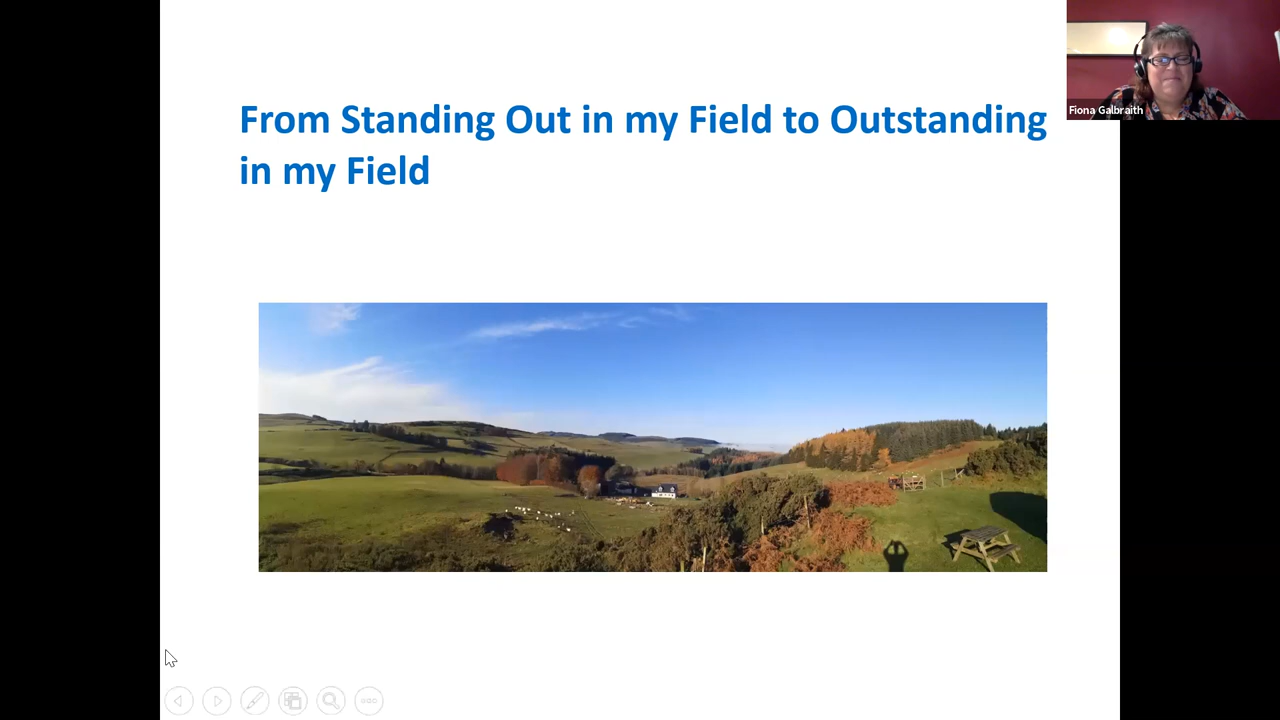 From Standing Out in my Field to Outstanding
in my Field
Fiona Galbraith